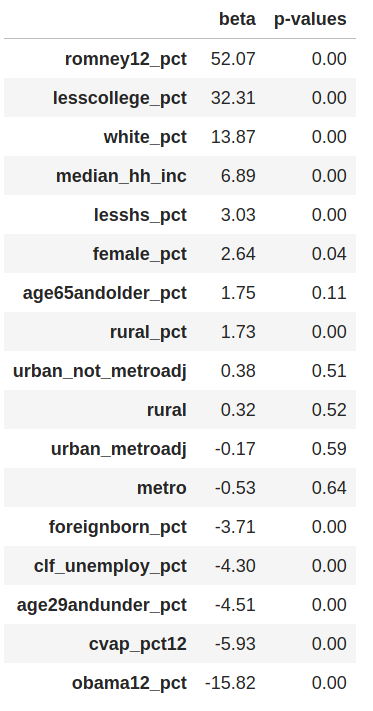 beta p-values
romney12_pct 52.07 0.00
lesscollege_pct 32.31 0.00
white_pct 13.87 0.00
median_hh_inc 6.89 0.00
lesshs_pct 3.03 0.00
female_pct 2.64 0.04
age65andolder_pct 1.75 0.11
rural_pct 1.73 0.00
urban_not_metroadj 0.38 0.51
rural 0.32 0.52
urban_metroadj -0.17 0.59
metro -0.53 0.64
foreignborn_pct -3.71 0.00
clf_unemploy_pct -4.30 0.00
age29andunder_pct -4.51 0.00
cvap_pct12 -5.93 0.00
obama12_pct -15.82 0.00